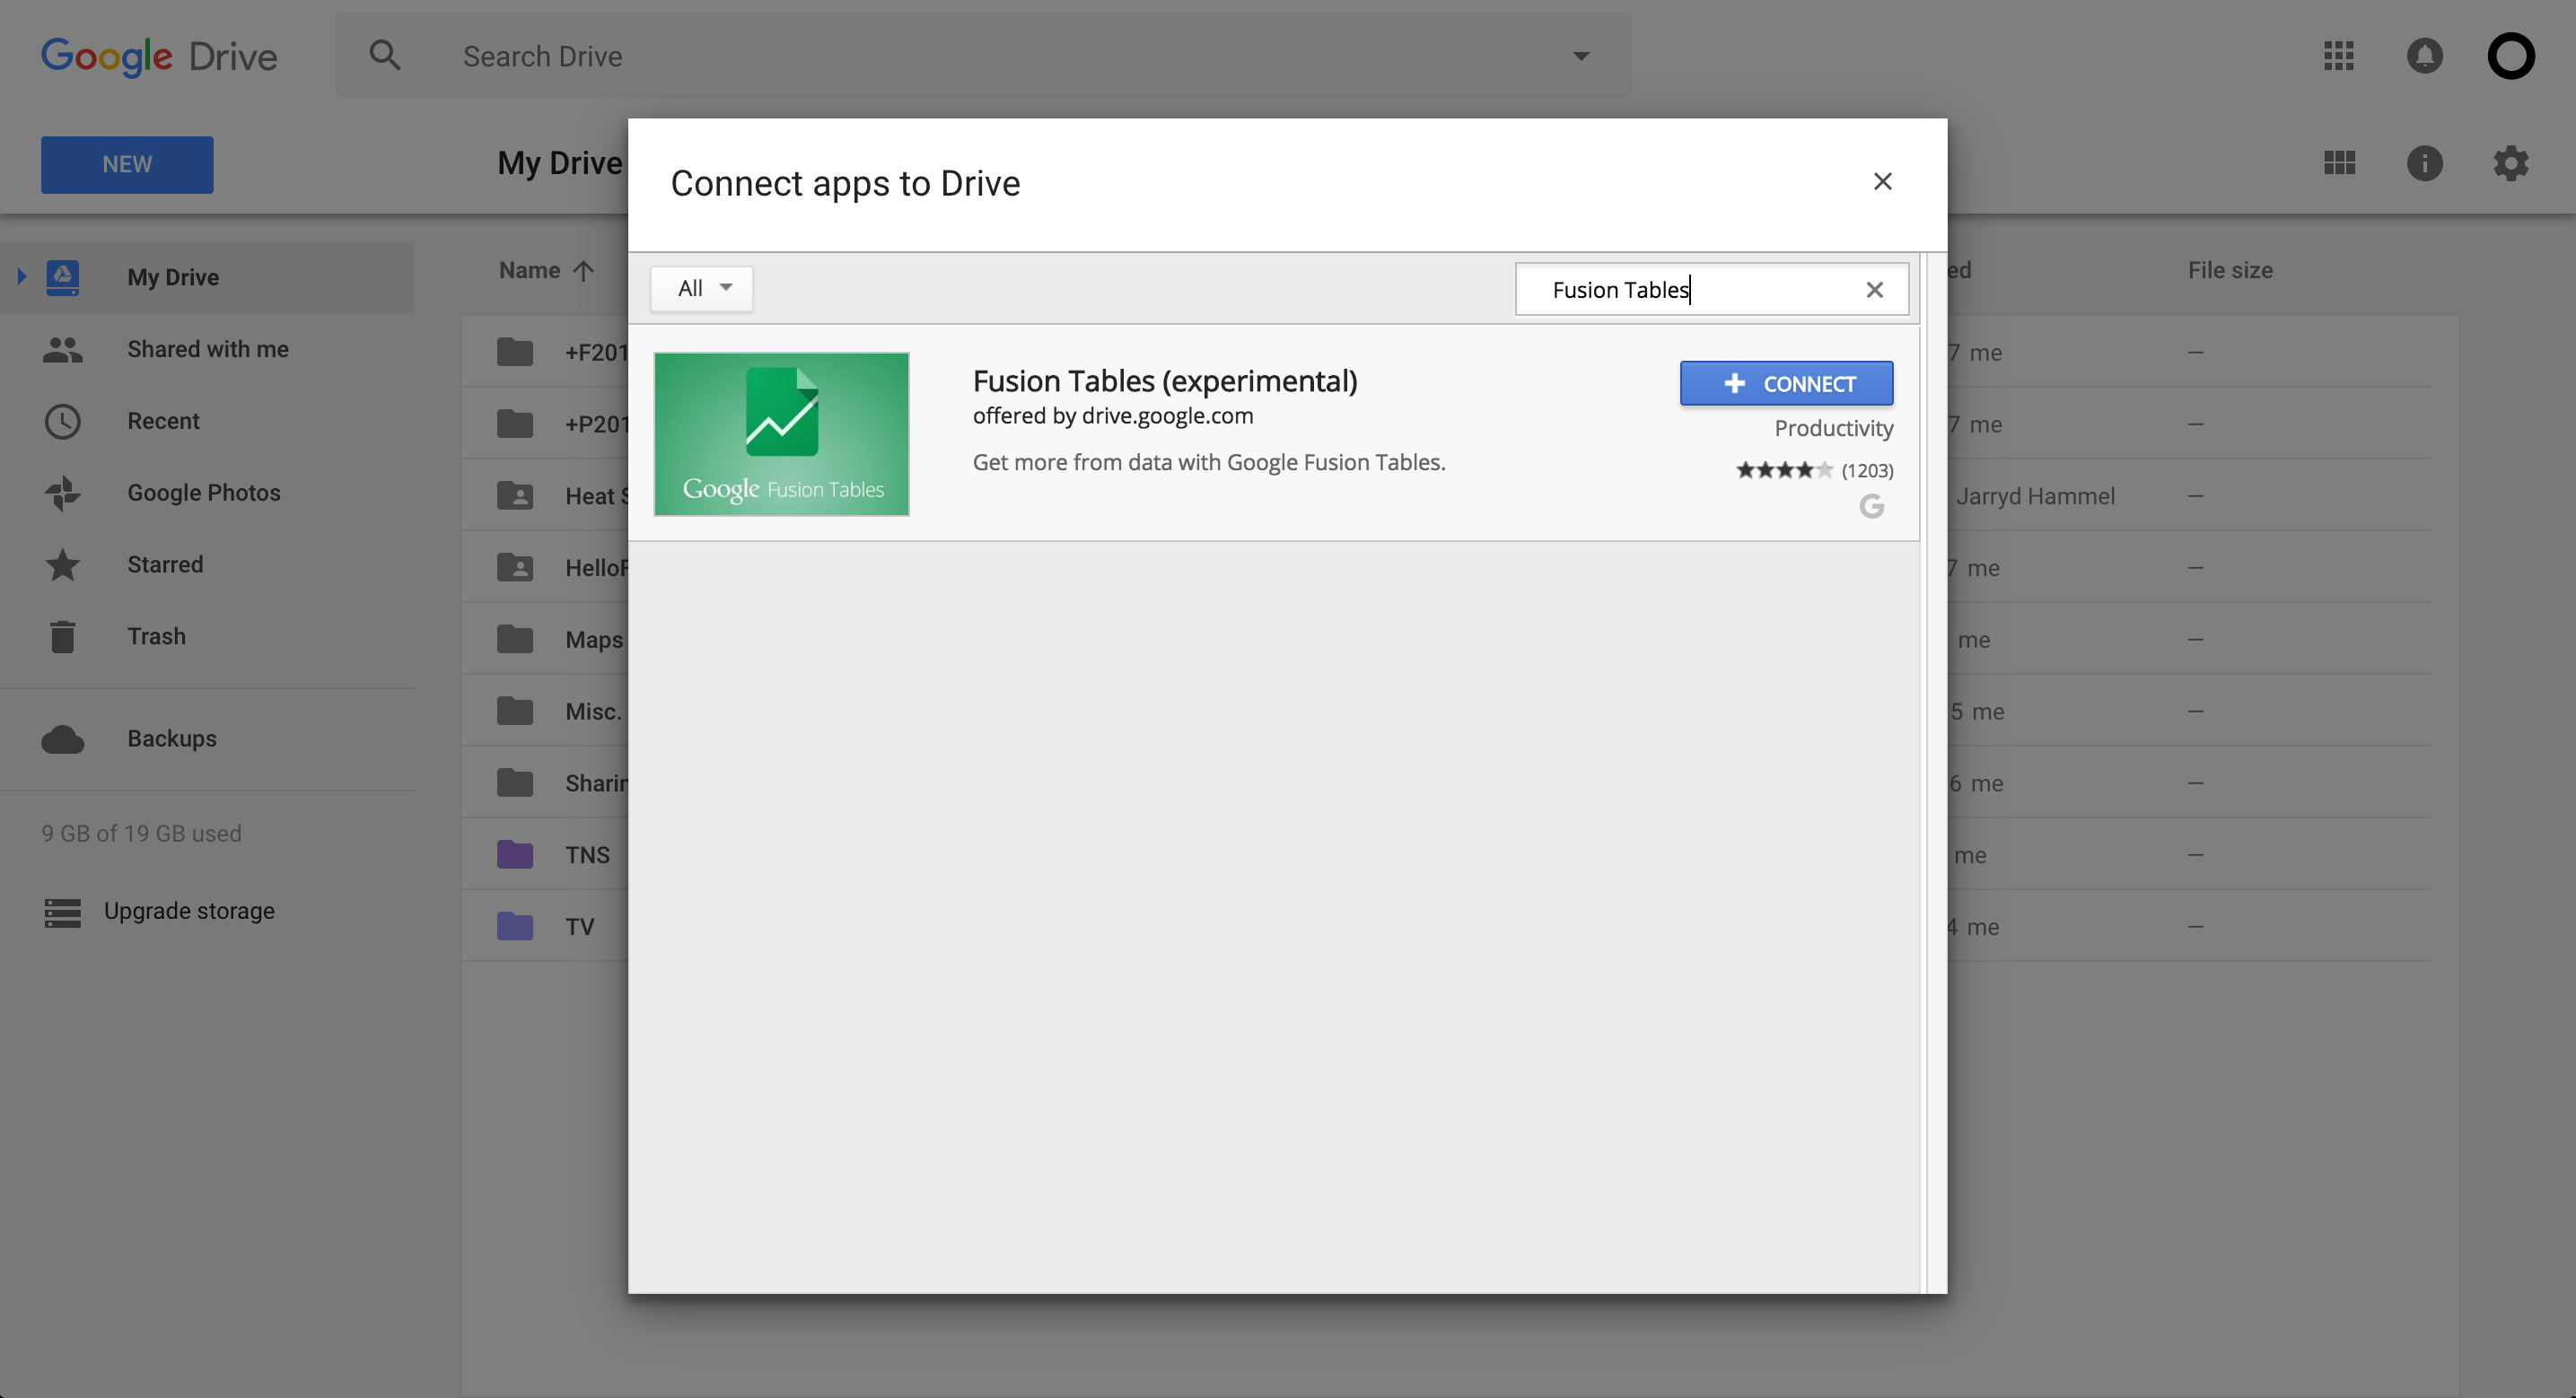 Google Drive
Search Drive
NEW
My Drive
Connect apps to Drive
My Drive
Shared with me
Recent
Google Photos
Starred
Trash
Backups
9 GB of 19 GB used
Upgrade storage
Name
File size
All
Fusion Tables
Google Fusion Tables
Fusion Tables (experimental)
offered by drive.google.com
Get more from data with Google Fusion Tables.
CONNECT
Productivity
(1203)
G
+F201
7 me —
+P201
7 me —
Heat
Jarryd Hammel —
7 me —
Maps
me —
Misc.
5 me —
6 me —
TNS
me —
TV
4 me —